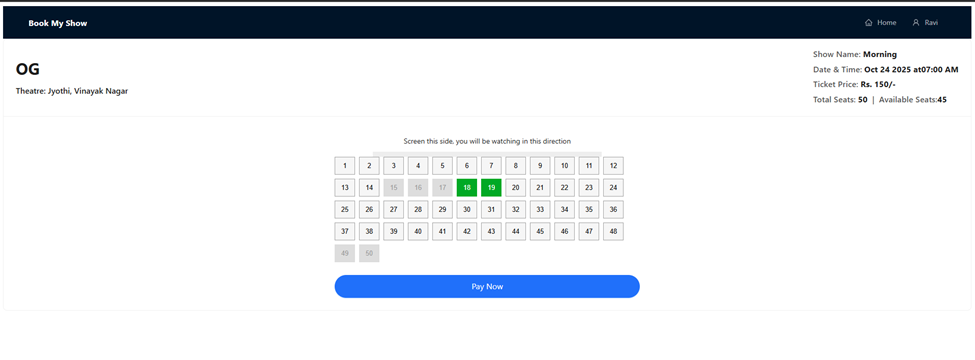 Book My Show
Home
Ravi
OG
Theatre: Jyothi, Vinayak Nagar
Show Name: Morning
Date & Time: Oct 24 2025 at07:00 AM
Ticket Price: Rs. 150/-
Total Seats: 50 | Available Seats:45
Screen this side, you will be watching in this direction
1 2 3 4 5 6 7 8 9 10 11 12
13 14 15 16 17 18 19 20 21 22 23 24
25 26 27 28 29 30 31 32 33 34 35 36
37 38 39 40 41 42 43 44 45 46 47 48
49 50
Pay Now